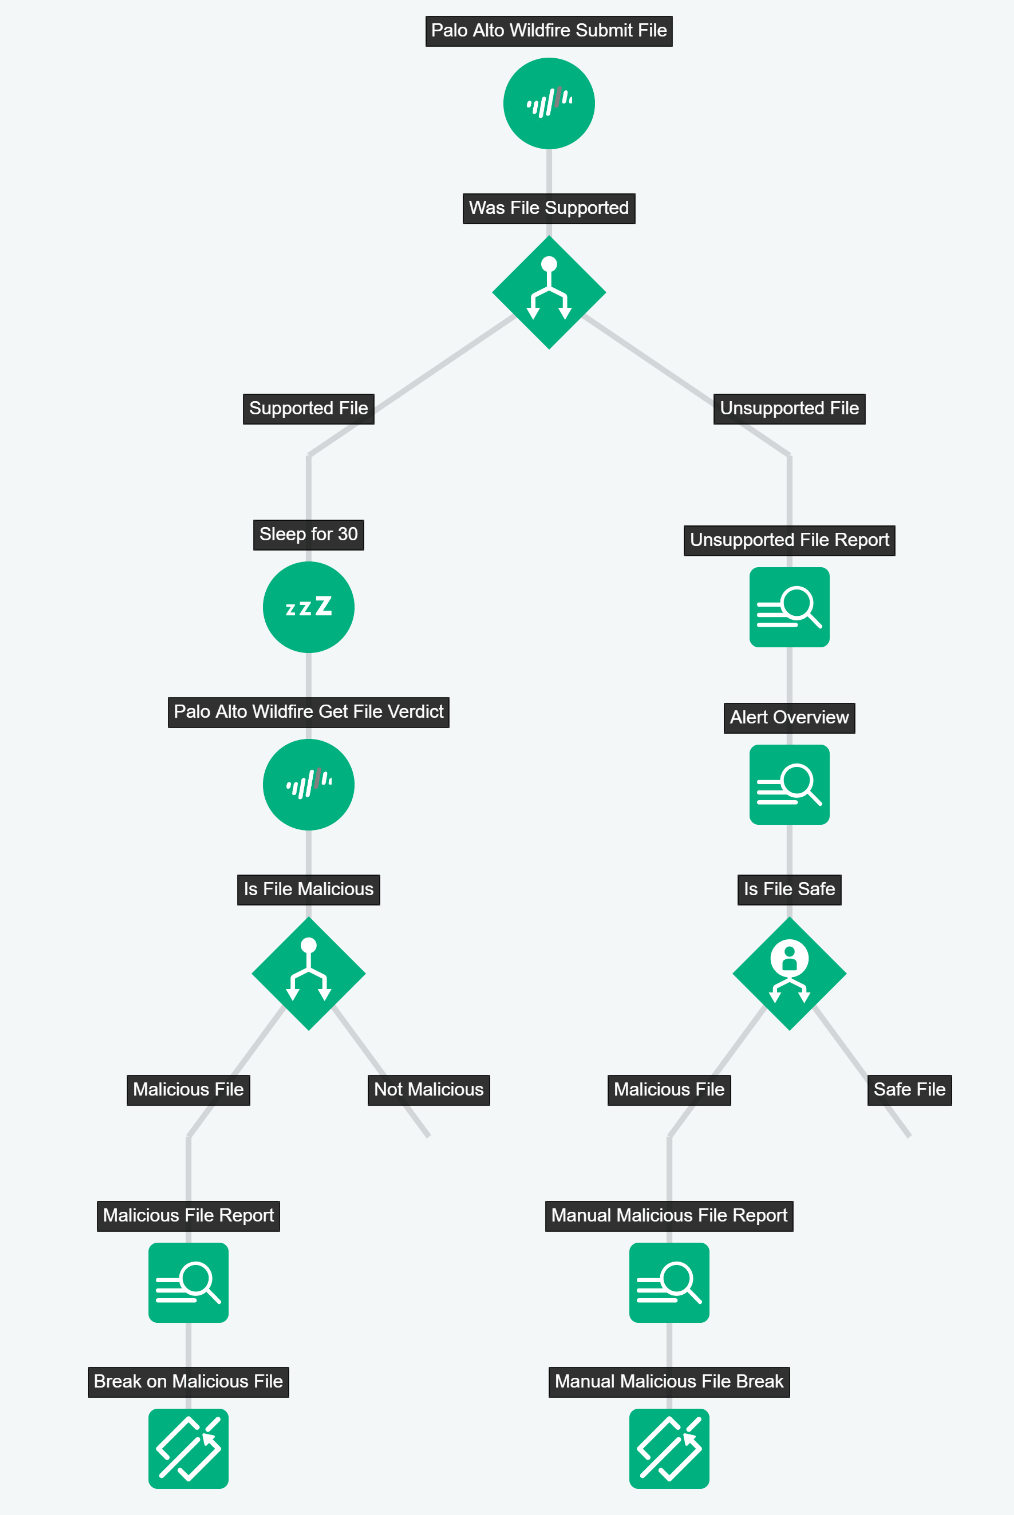 Palo Alto Wildfire Submit File
Was File Supported
Supported File
Unsupported File
Sleep for 30
Unsupported File Report
zzz
Palo Alto Wildfire Get File Verdict
Alert Overview
Is File Malicious
Is File Safe
Malicious File
Not Malicious
Malicious File
Safe File
Malicious File Report
Manual Malicious File Report
Break on Malicious File
Manual Malicious File Break